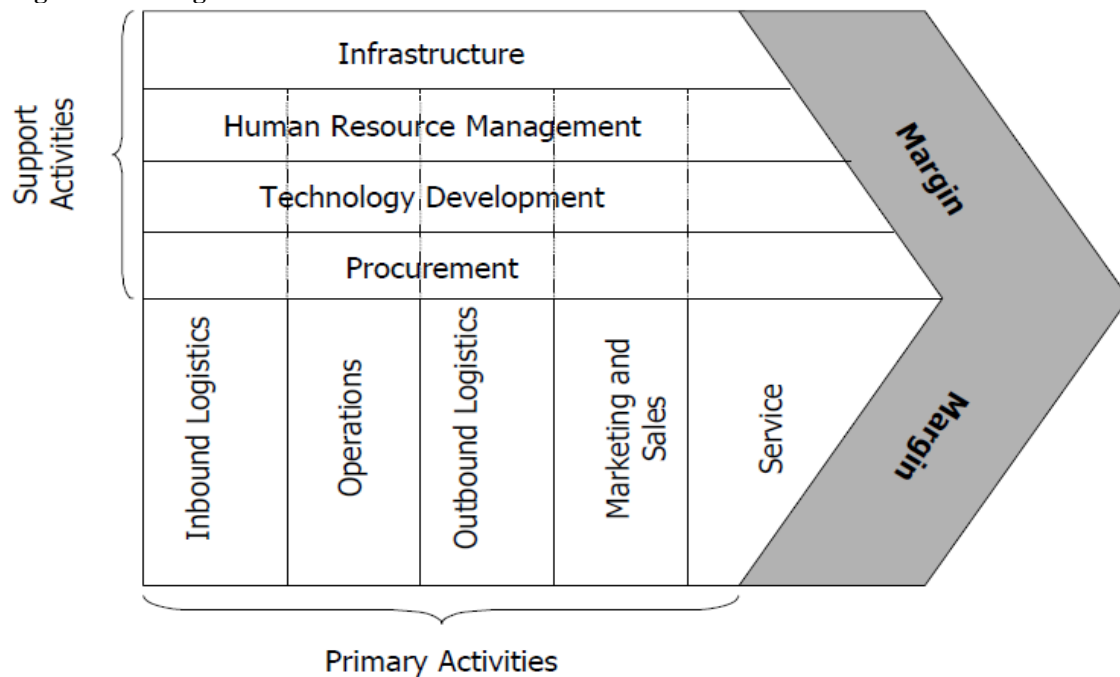 Infrastructure
Support
Activities
Human Resource Management
Technology Development
Procurement
Margin
Inbound Logistics
Operations
Outbound Logistics
Marketing and
Sales
Service
Margin
Primary Activities